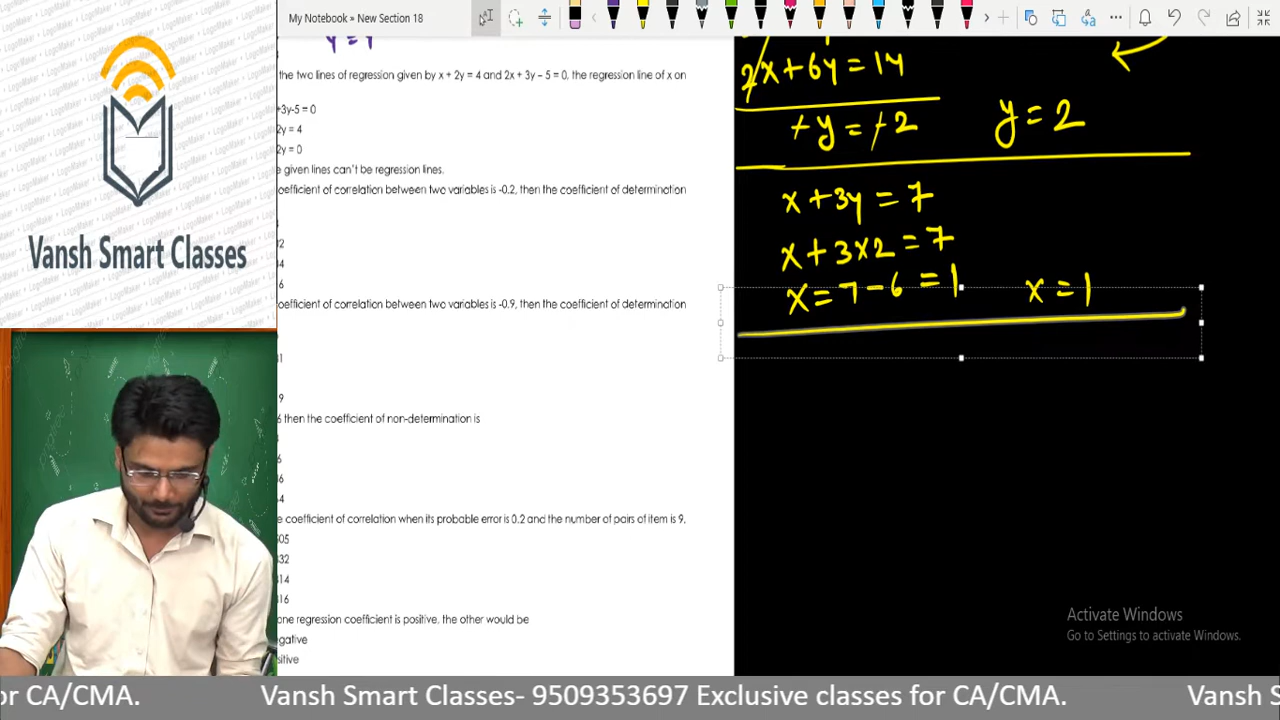 My Notebook » New Section 18
the two lines of regression given by x + 2y = 4 and 2x + 3y – 5 = 0, the regression line of x on
+3y-5 = 0
2y = 4
2y = 0
given lines can't be regression lines.
oefficient of correlation between two variables is -0.2, then the coefficient of determination
2
4
6
oefficient of correlation between two variables is -0.9, then the coefficient of determination
1
9
then the coefficient of non-determination is
6
6
4
coefficient of correlation when its probable error is 0.2 and the number of pairs of item is 9.
505
332
814
16
one regression coefficient is positive, the other would be
egative
sitive
2x + 6y = 14
+ y = + 2 y = 2
x + 3y = 7
x + 3 x 2 = 7
x = 7 - 6 = 1 x = 1
Vansh Smart Classes
Activate Windows
Go to Settings to activate Windows.
or CA/CMA. Vansh Smart Classes- 9509353697 Exclusive classes for CA/CMA. Vansh S